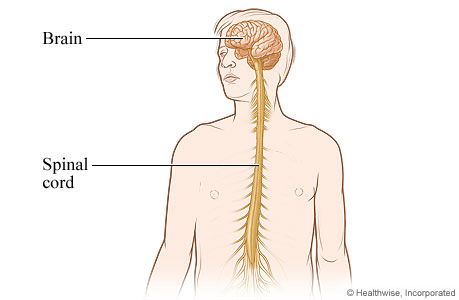 Brain
Spinal
cord
© Healthwise, Incorporated